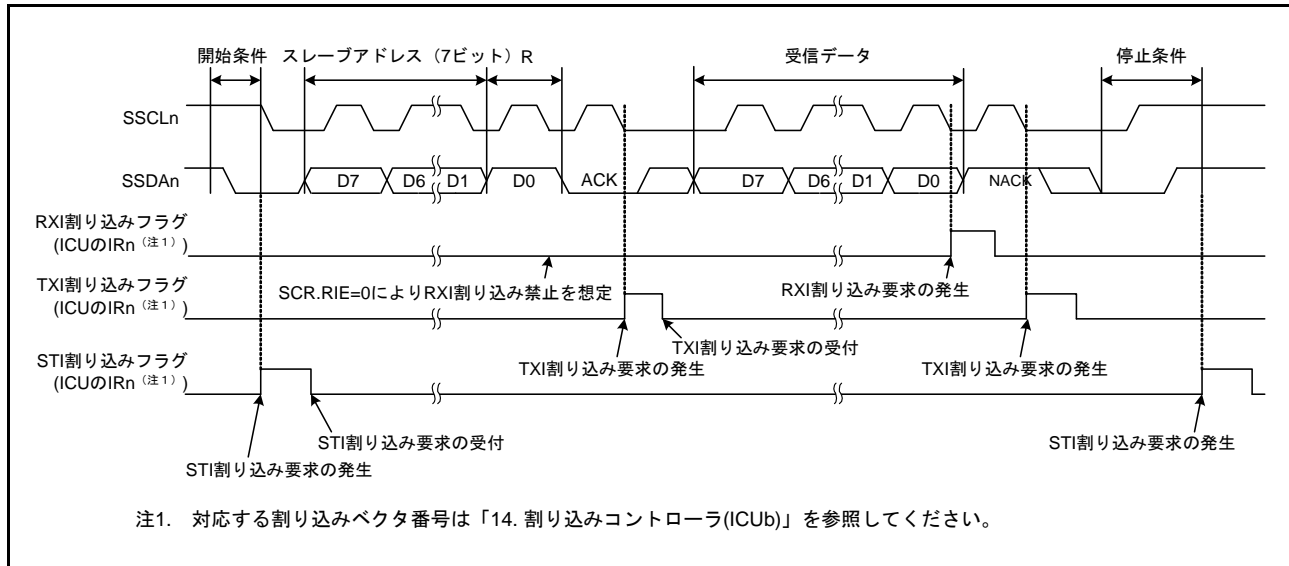 開始条件 スレーブアドレス（7ビット）R 受信データ 停止条件
SSCLn
SSDAn D7 D6 D1 D0 ACK D7 D6 D1 D0 NACK
RXI割り込みフラグ
(ICUのIRn（注1）)
SCR.RIE=0によりRXI割り込み禁止を想定 RXI割り込み要求の発生
TXI割り込みフラグ
(ICUのIRn（注1）)
TXI割り込み要求の受付
TXI割り込み要求の発生 TXI割り込み要求の発生
STI割り込みフラグ
(ICUのIRn（注1）)
STI割り込み要求の受付 STI割り込み要求の発生
STI割り込み要求の発生
注1. 対応する割り込みベクタ番号は「14. 割り込みコントローラ(ICUb)」を参照してください。